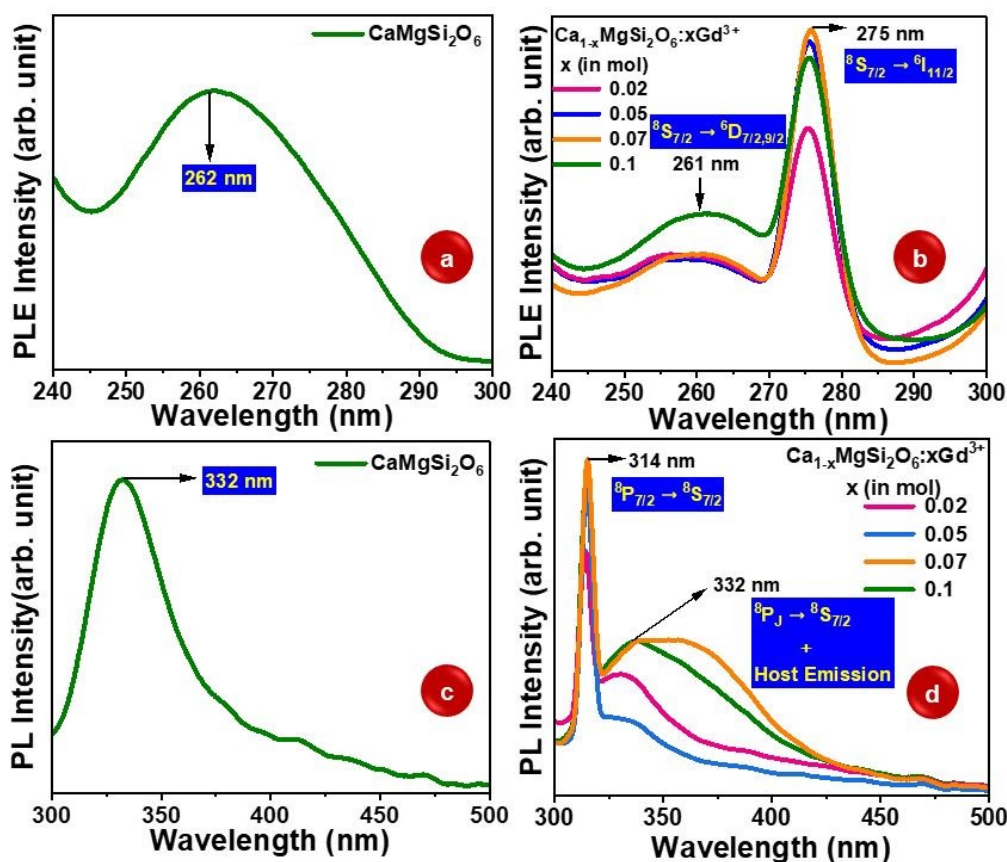 PLE Intensity (arb. unit)
CaMgSi₂O₆
262 nm
a
240 250 260 270 280 290 300
Wavelength (nm)
PLE Intensity (arb. unit)
Ca₁₋ₓMgSi₂O₆:xGd³⁺
x (in mol)
0.02
0.05
0.07
0.1
275 nm
⁸S₇/₂ → ⁶I₁₁/₂
⁸S₇/₂ → ⁶D₇/₂,₉/₂
261 nm
b
240 250 260 270 280 290 300
Wavelength (nm)
PL Intensity(arb. unit)
CaMgSi₂O₆
332 nm
c
300 350 400 450 500
Wavelength (nm)
PL Intensity (arb. unit)
Ca₁₋ₓMgSi₂O₆:xGd³⁺
x (in mol)
0.02
0.05
0.07
0.1
314 nm
⁸P₇/₂ → ⁸S₇/₂
332 nm
⁸P_J → ⁸S₇/₂
+
Host Emission
d
300 350 400 450 500
Wavelength (nm)